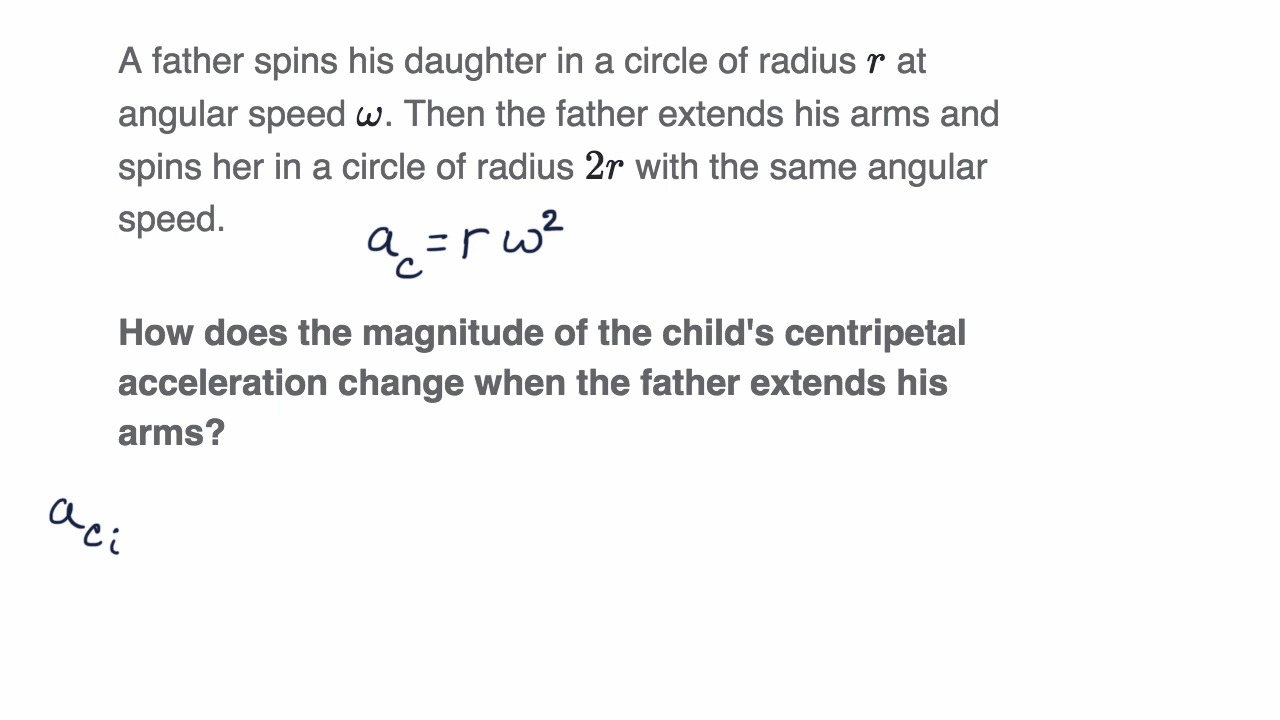 A father spins his daughter in a circle of radius r at
angular speed ω. Then the father extends his arms and
spins her in a circle of radius 2r with the same angular
speed.
a_c = r ω²
How does the magnitude of the child's centripetal
acceleration change when the father extends his
arms?
a_ci